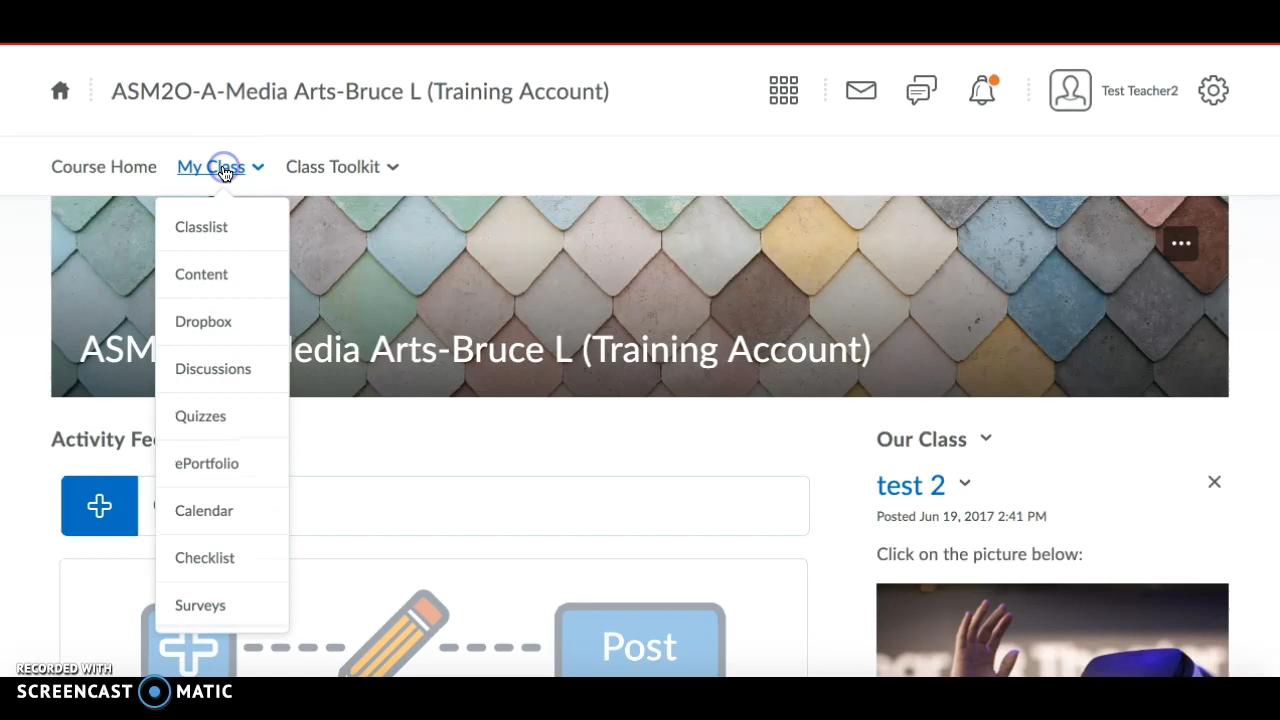 ASM2O-A-Media Arts-Bruce L (Training Account)
Test Teacher2
Course Home My Class Class Toolkit
Classlist
Content
Dropbox
Discussions
Quizzes
ePortfolio
Calendar
Checklist
Surveys
ASM edia Arts-Bruce L (Training Account)
Activity Fe
Post
Our Class
test 2
Posted Jun 19, 2017 2:41 PM
Click on the picture below:
RECORDED WITH
SCREENCAST MATIC